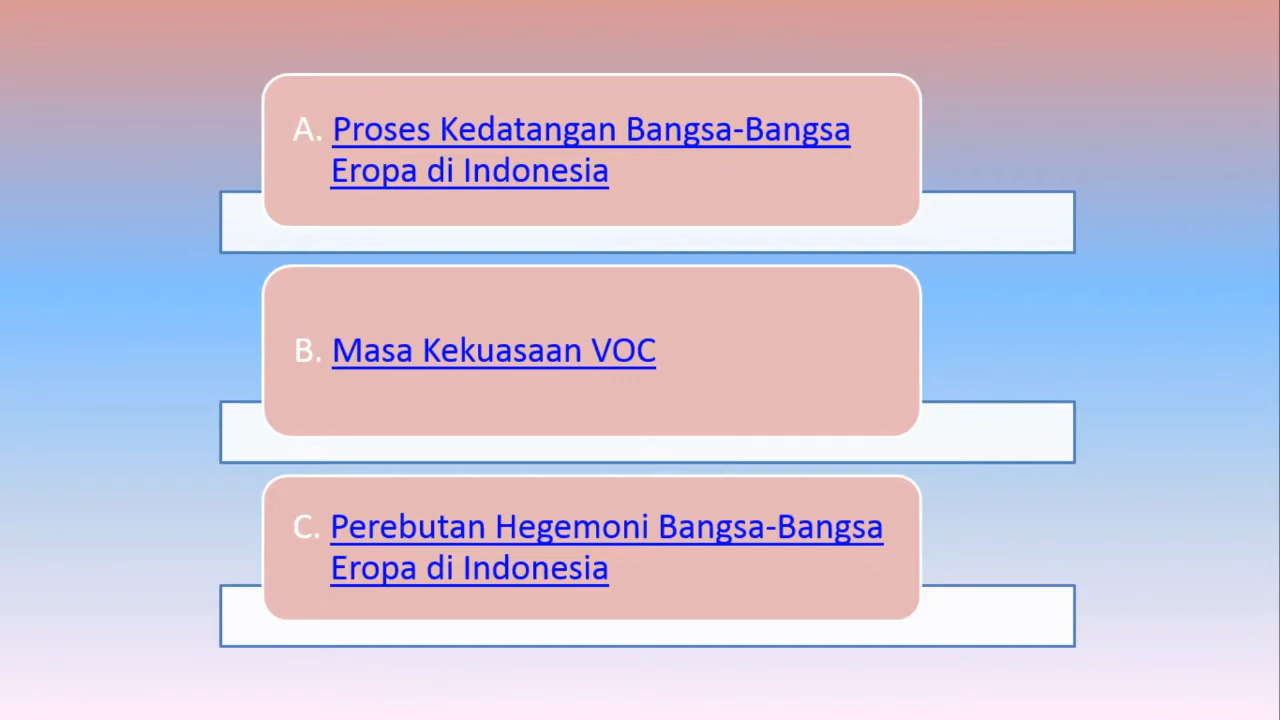 A. Proses Kedatangan Bangsa-Bangsa
Eropa di Indonesia
B. Masa Kekuasaan VOC
C. Perebutan Hegemoni Bangsa-Bangsa
Eropa di Indonesia